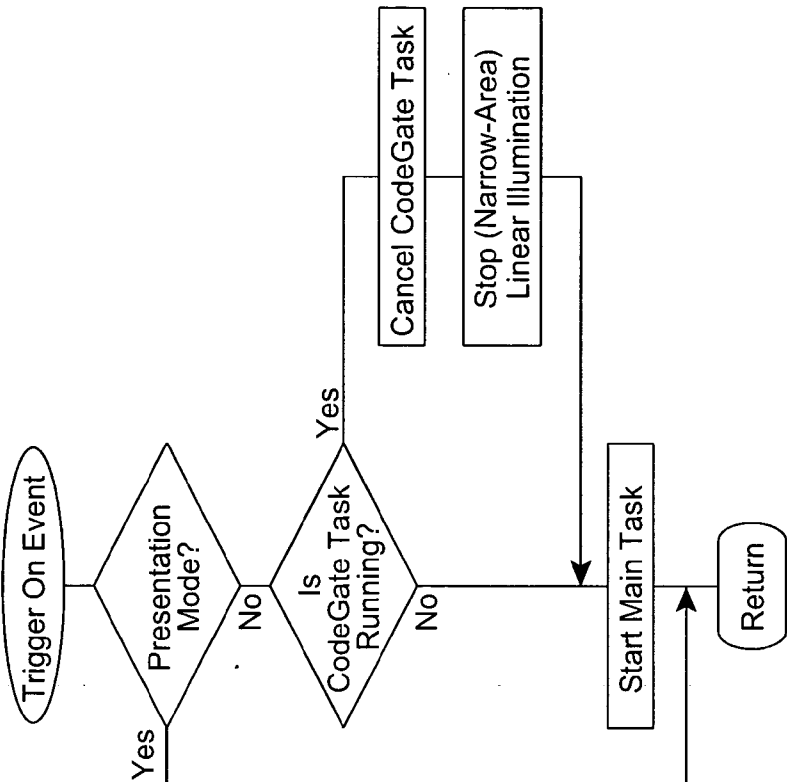 Trigger On Event
Presentation
Mode?
Yes
No
Is
CodeGate Task
Running?
Yes
No
Cancel CodeGate Task
Stop (Narrow-Area)
Linear Illumination
Start Main Task
Return